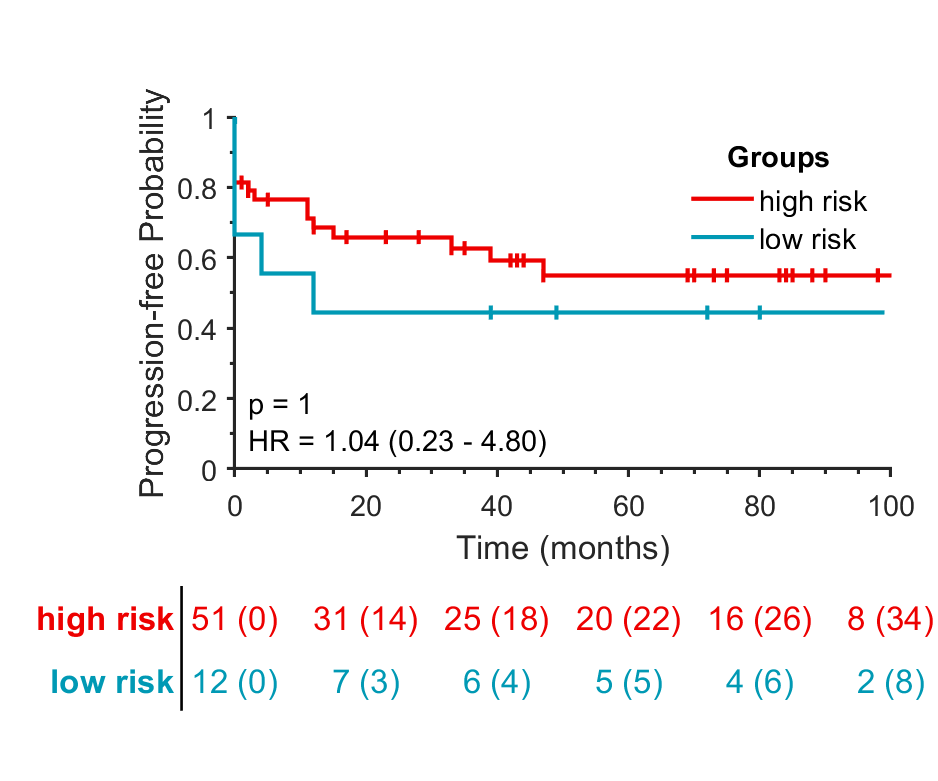 Progression-free Probability
1
0.8
0.6
0.4
0.2
0
Groups
high risk
low risk
p = 1
HR = 1.04 (0.23 - 4.80)
0 20 40 60 80 100
Time (months)
high risk 51 (0) 31 (14) 25 (18) 20 (22) 16 (26) 8 (34)
low risk 12 (0) 7 (3) 6 (4) 5 (5) 4 (6) 2 (8)